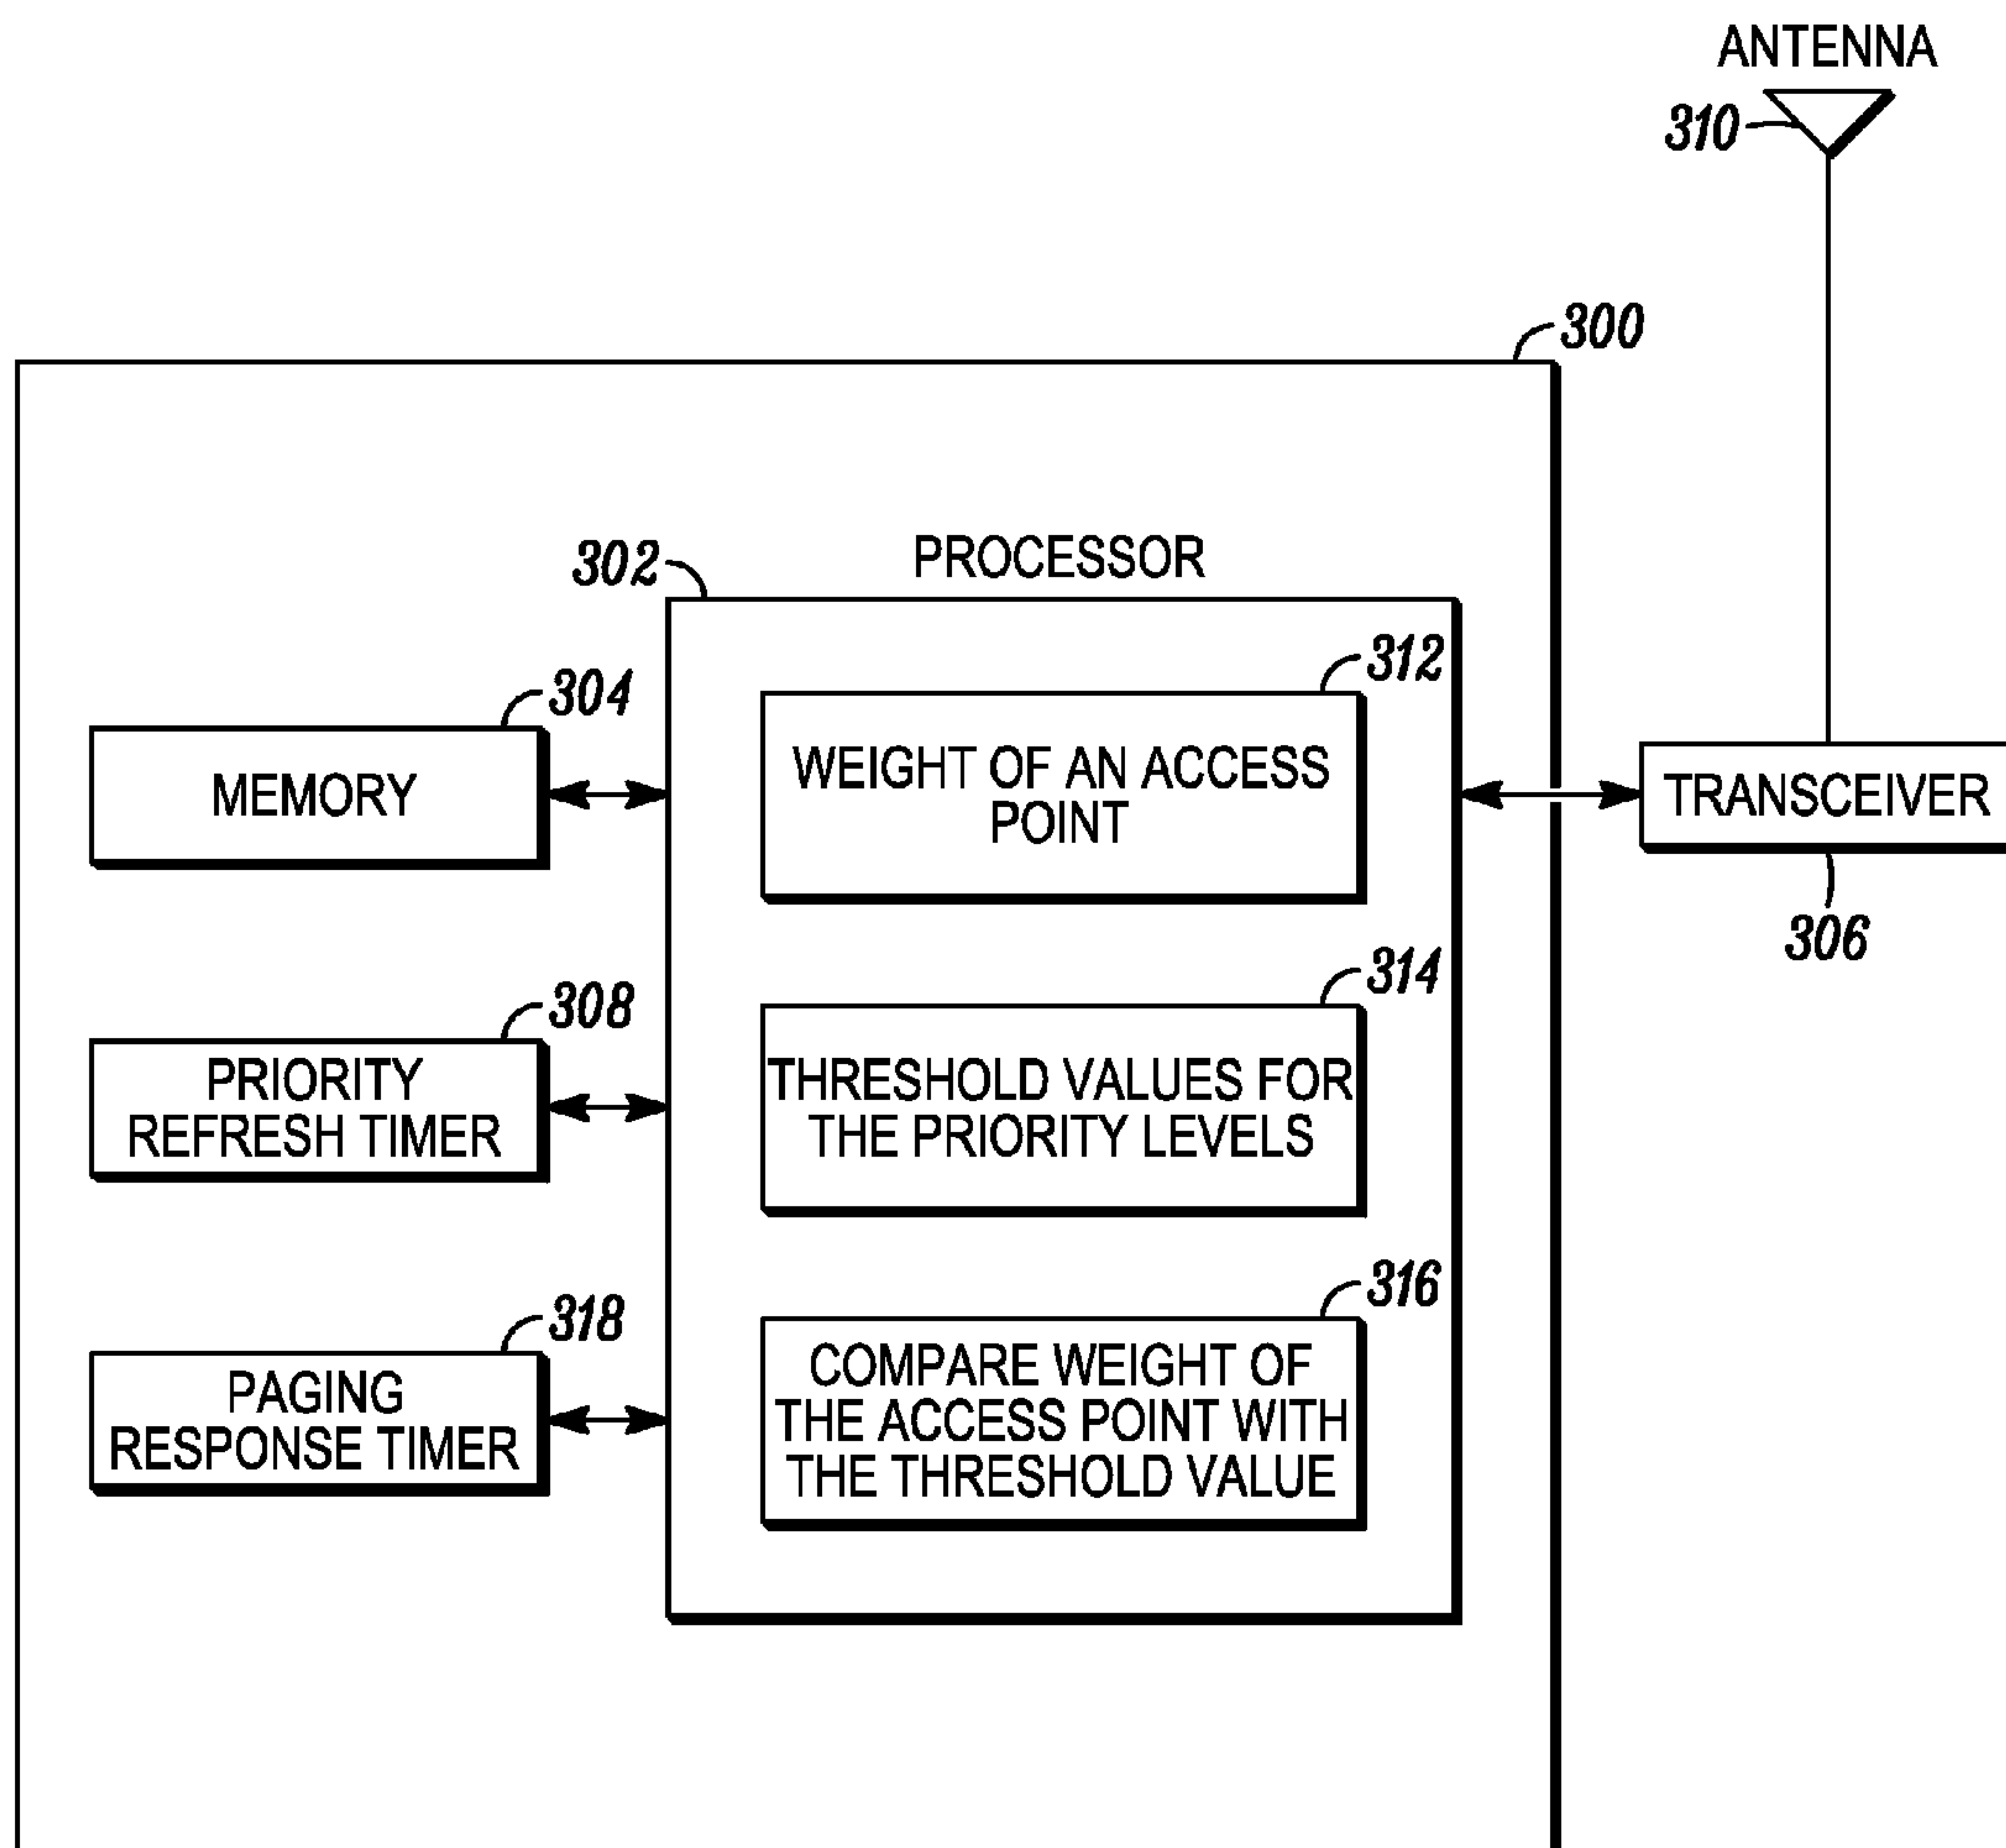 ANTENNA
310
300
PROCESSOR
302
312
304
WEIGHT OF AN ACCESS
POINT
MEMORY
TRANSCEIVER
306
314
308
THRESHOLD VALUES FOR
THE PRIORITY LEVELS
PRIORITY
REFRESH TIMER
316
318
COMPARE WEIGHT OF
THE ACCESS POINT WITH
THE THRESHOLD VALUE
PAGING
RESPONSE TIMER